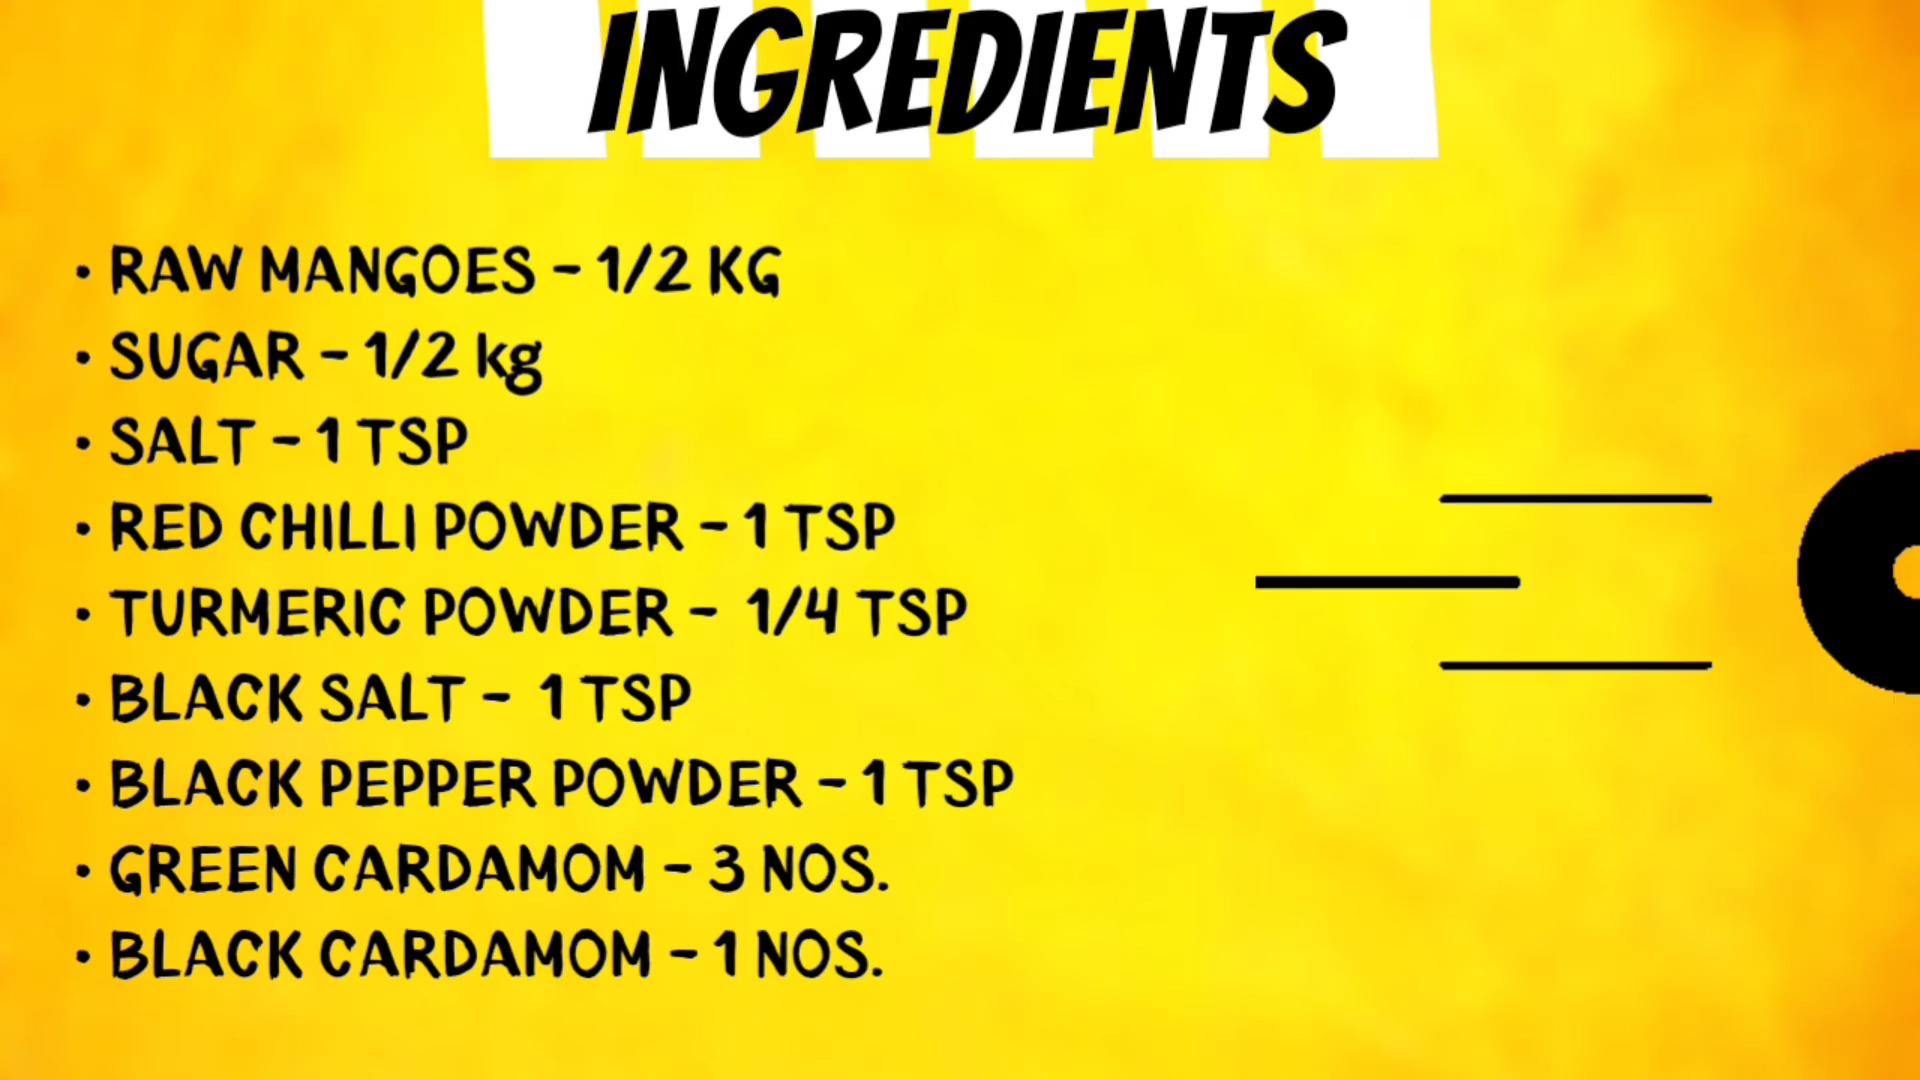 INGREDIENTS
• RAW MANGOES - 1/2 KG
• SUGAR - 1/2 kg
• SALT - 1 TSP
• RED CHILLI POWDER - 1 TSP
• TURMERIC POWDER - 1/4 TSP
• BLACK SALT - 1 TSP
• BLACK PEPPER POWDER - 1 TSP
• GREEN CARDAMOM - 3 NOS.
• BLACK CARDAMOM - 1 NOS.